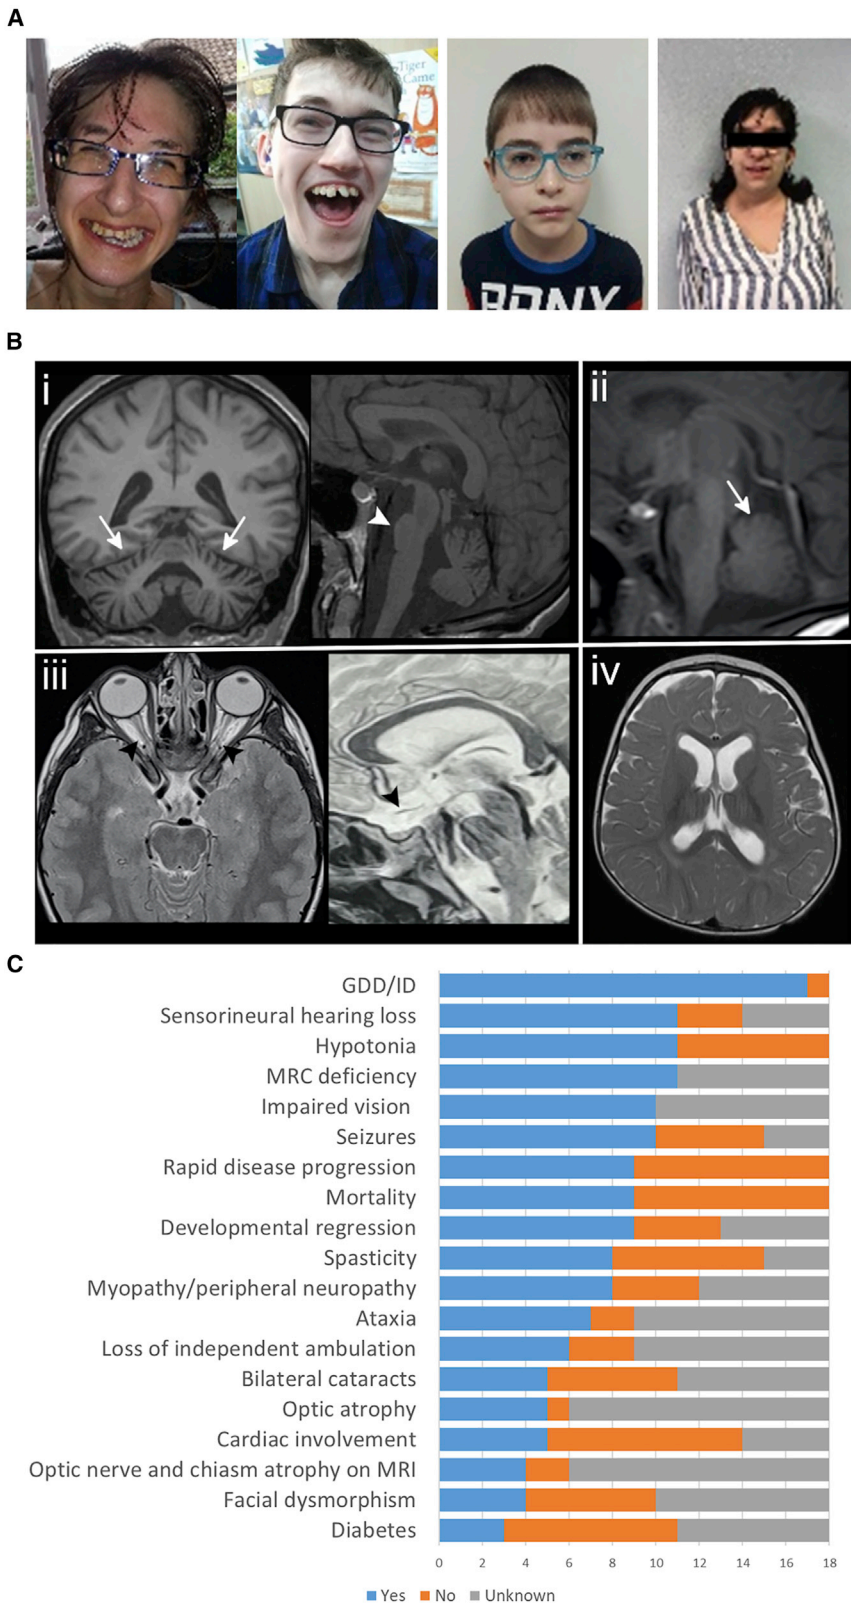 A
Tiger
Came
BONY
B
i
ii
iii
iv
C
GDD/ID
Sensorineural hearing loss
Hypotonia
MRC deficiency
Impaired vision
Seizures
Rapid disease progression
Mortality
Developmental regression
Spasticity
Myopathy/peripheral neuropathy
Ataxia
Loss of independent ambulation
Bilateral cataracts
Optic atrophy
Cardiac involvement
Optic nerve and chiasm atrophy on MRI
Facial dysmorphism
Diabetes
0 2 4 6 8 10 12 14 16 18
Yes No Unknown